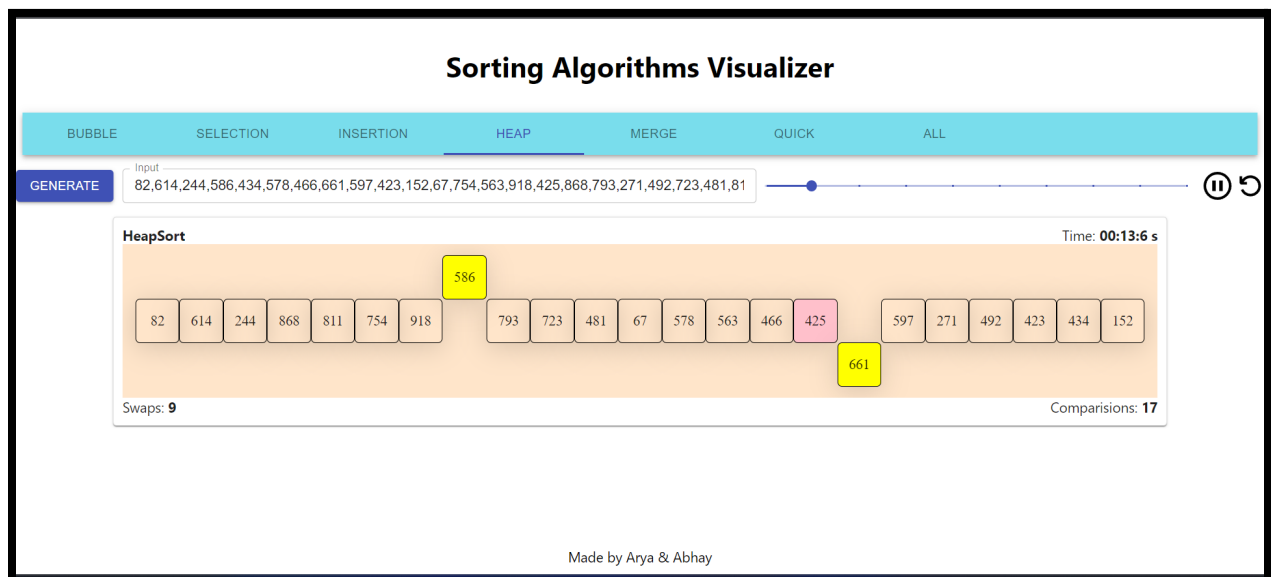 Sorting Algorithms Visualizer
BUBBLE SELECTION INSERTION HEAP MERGE QUICK ALL
GENERATE
Input
82,614,244,586,434,578,466,661,597,423,152,67,754,563,918,425,868,793,271,492,723,481,81
HeapSort Time: 00:13:6 s
586
82 614 244 868 811 754 918 793 723 481 67 578 563 466 425 597 271 492 423 434 152
661
Swaps: 9 Comparisions: 17
Made by Arya & Abhay